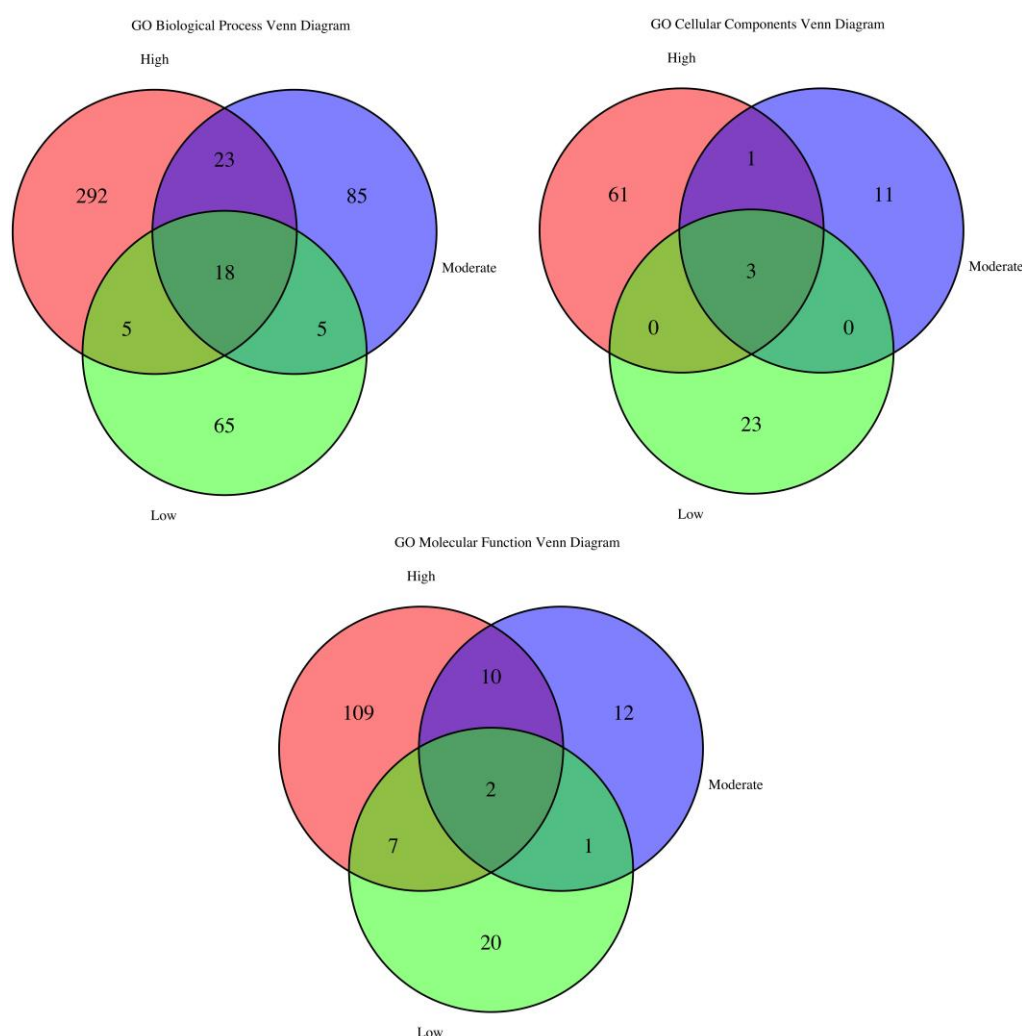 GO Biological Process Venn Diagram
High
292
23
85
18
Moderate
5
5
65
Low
GO Cellular Components Venn Diagram
High
61
1
11
3
Moderate
0
0
23
Low
GO Molecular Function Venn Diagram
High
109
10
12
2
Moderate
7
1
20
Low